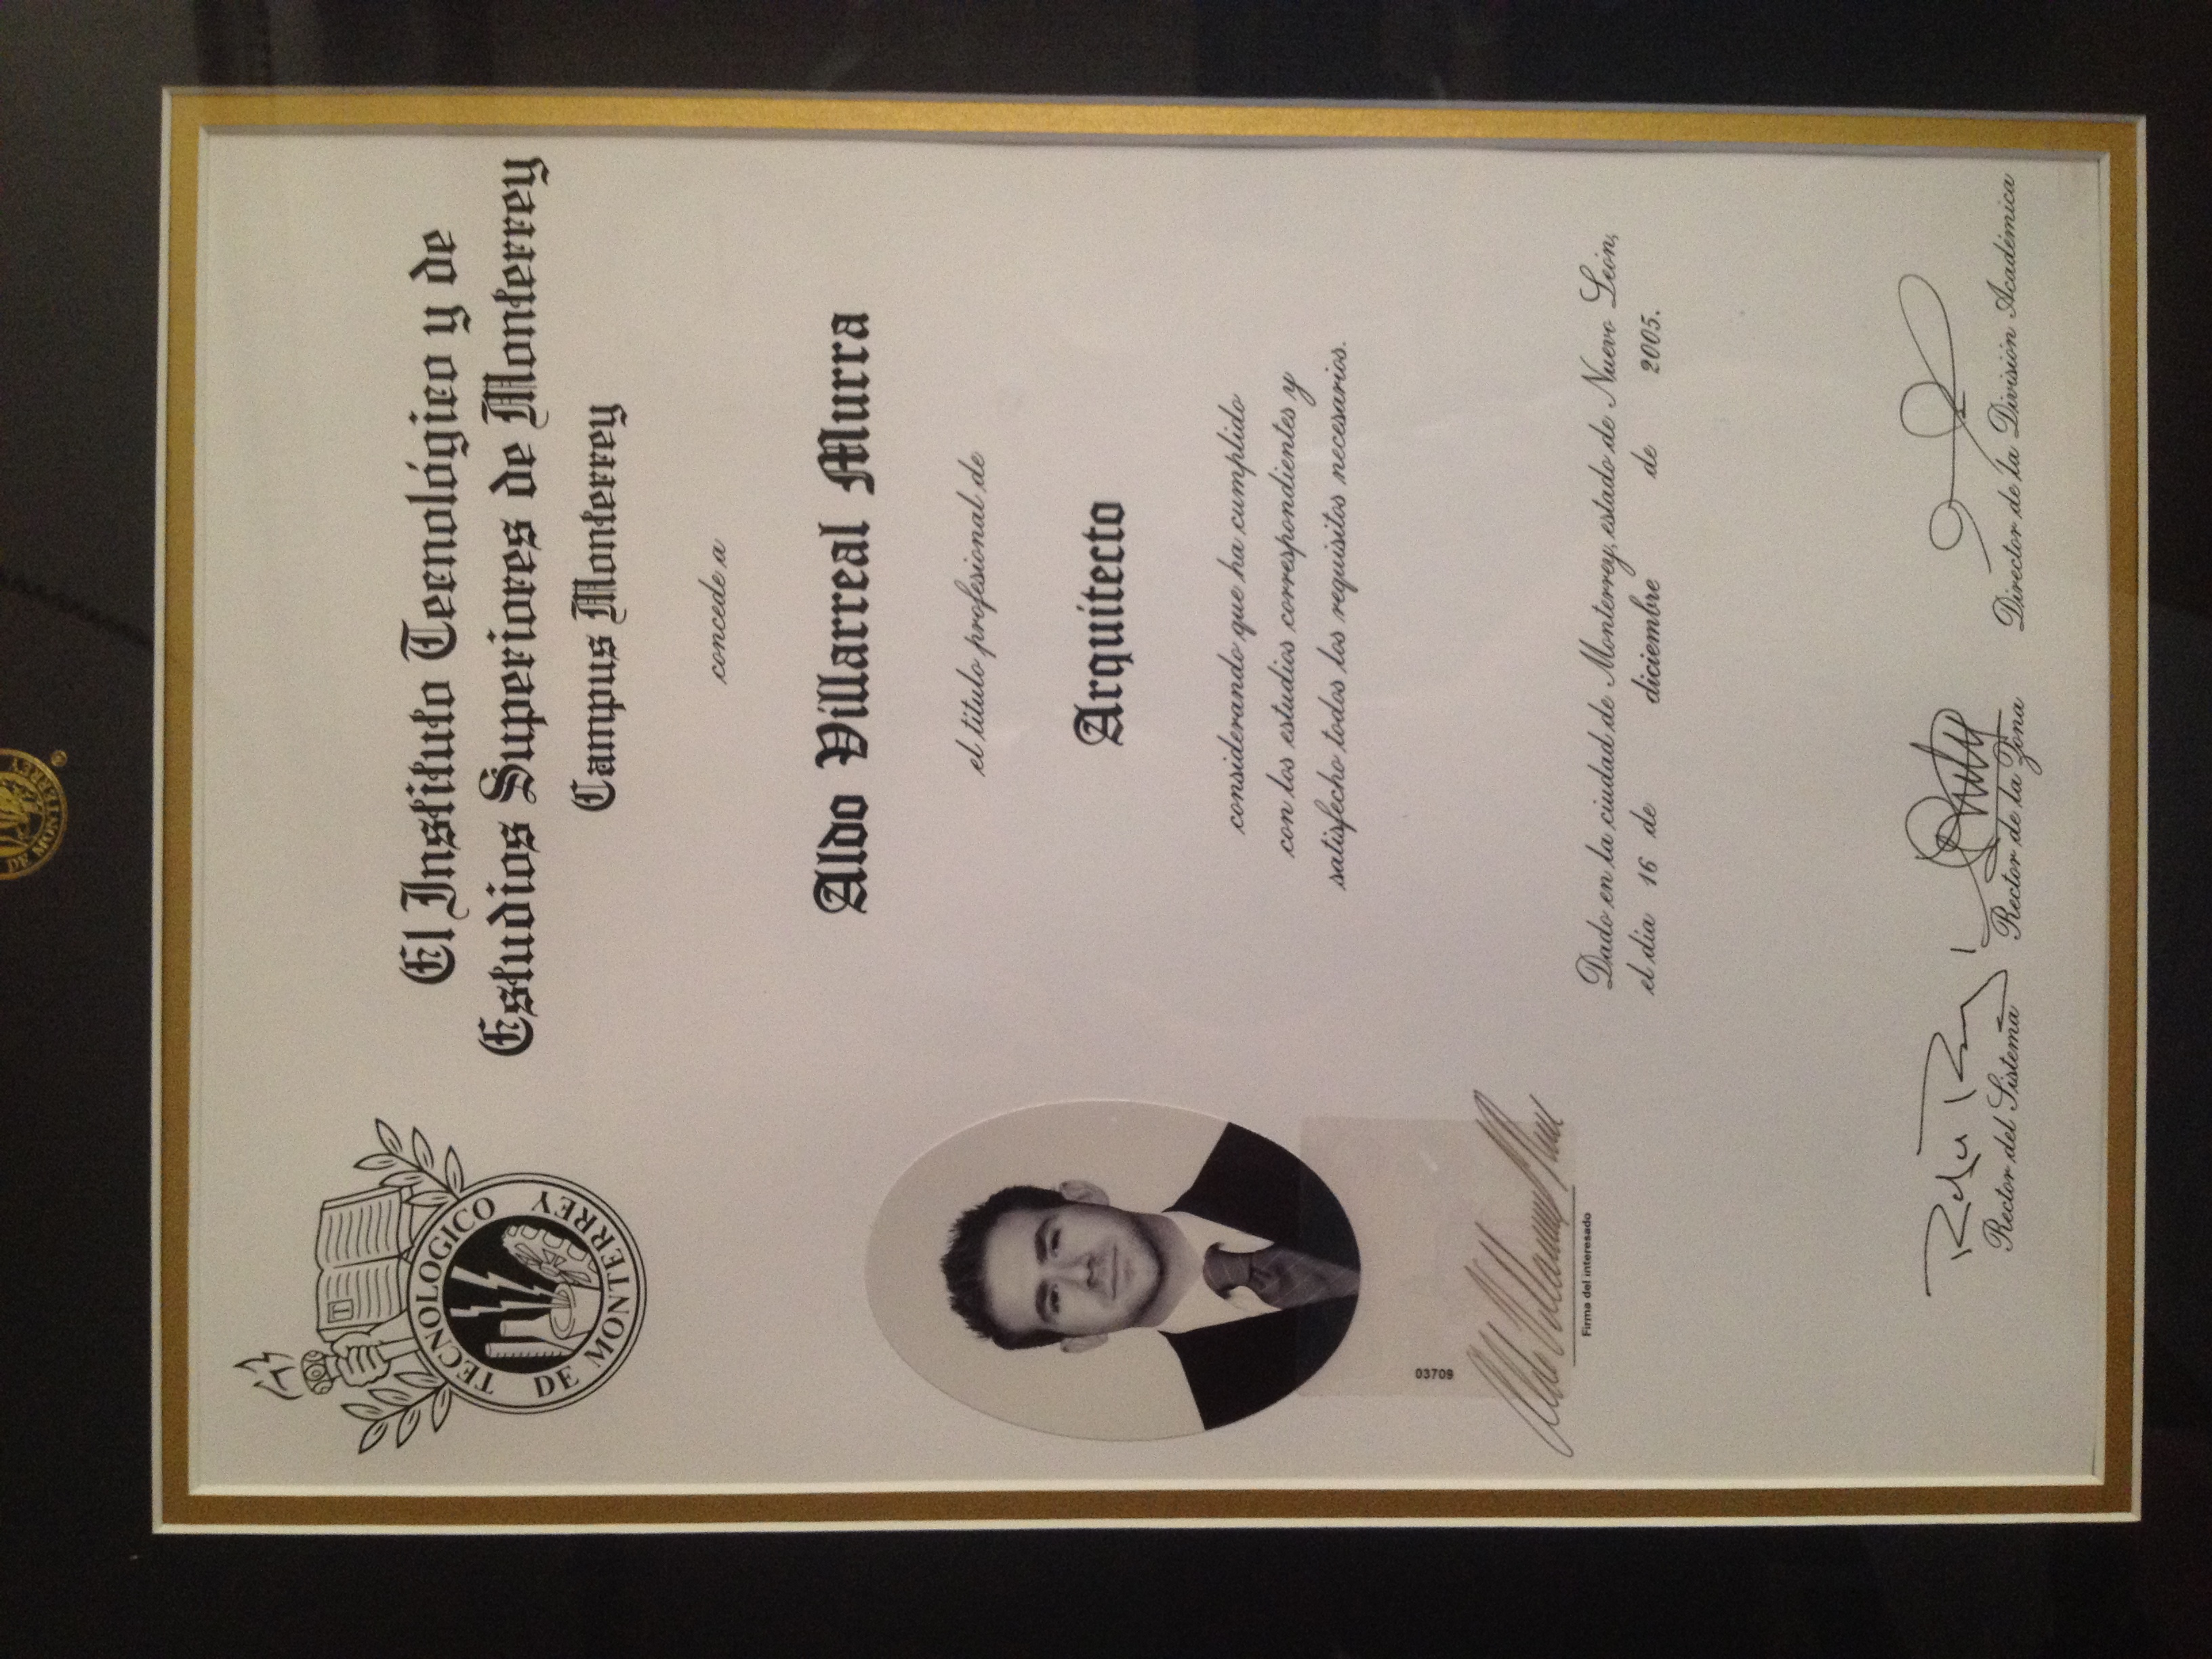 DE MONTERREY ®
T
TECNOLOGICO
DE MONTERREY
El Instituto Tecnológico y de
Estudios Superiores de Monterrey
Campus Monterrey
concede a
Aldo Villarreal Murra
el título profesional de
Arquitecto
considerando que ha cumplido
con los estudios correspondientes y
satisfecho todos los requisitos necesarios.
03709
Aldo Villarreal Murra
Firma del interesado
Dado en la ciudad de Monterrey, estado de Nuevo León,
el día 16 de diciembre de 2005.
Rector del Sistema
Rector de la Zona
Director de la División Académica